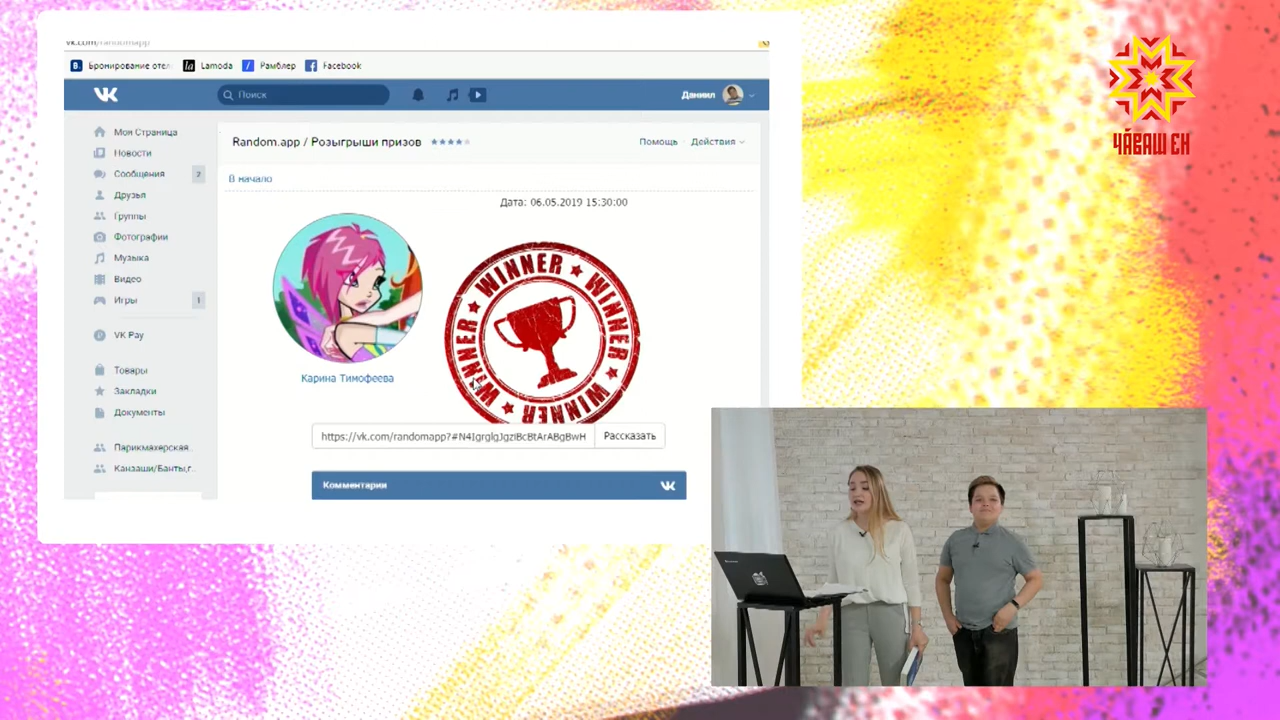 vk.com/randomapp
Бронирование отел
Lamoda
Рамблер
Facebook
Поиск
Даниил
Моя Страница
Новости
Сообщения 2
Друзья
Группы
Фотографии
Музыка
Видео
Игры 1
VK Pay
Товары
Закладки
Документы
Парикмахерская..
Канзаши/Банты,г..
Random.app / Розыгрыши призов
Помощь
Действия
В начало
Дата: 06.05.2019 15:30:00
Карина Тимофеева
WINNER WINNER WINNER WINNER
https://vk.com/randomapp?#N4IgrglgJgziBcBtArABgBwH
Рассказать
Комментарии
ЧӐВАШ ЕН